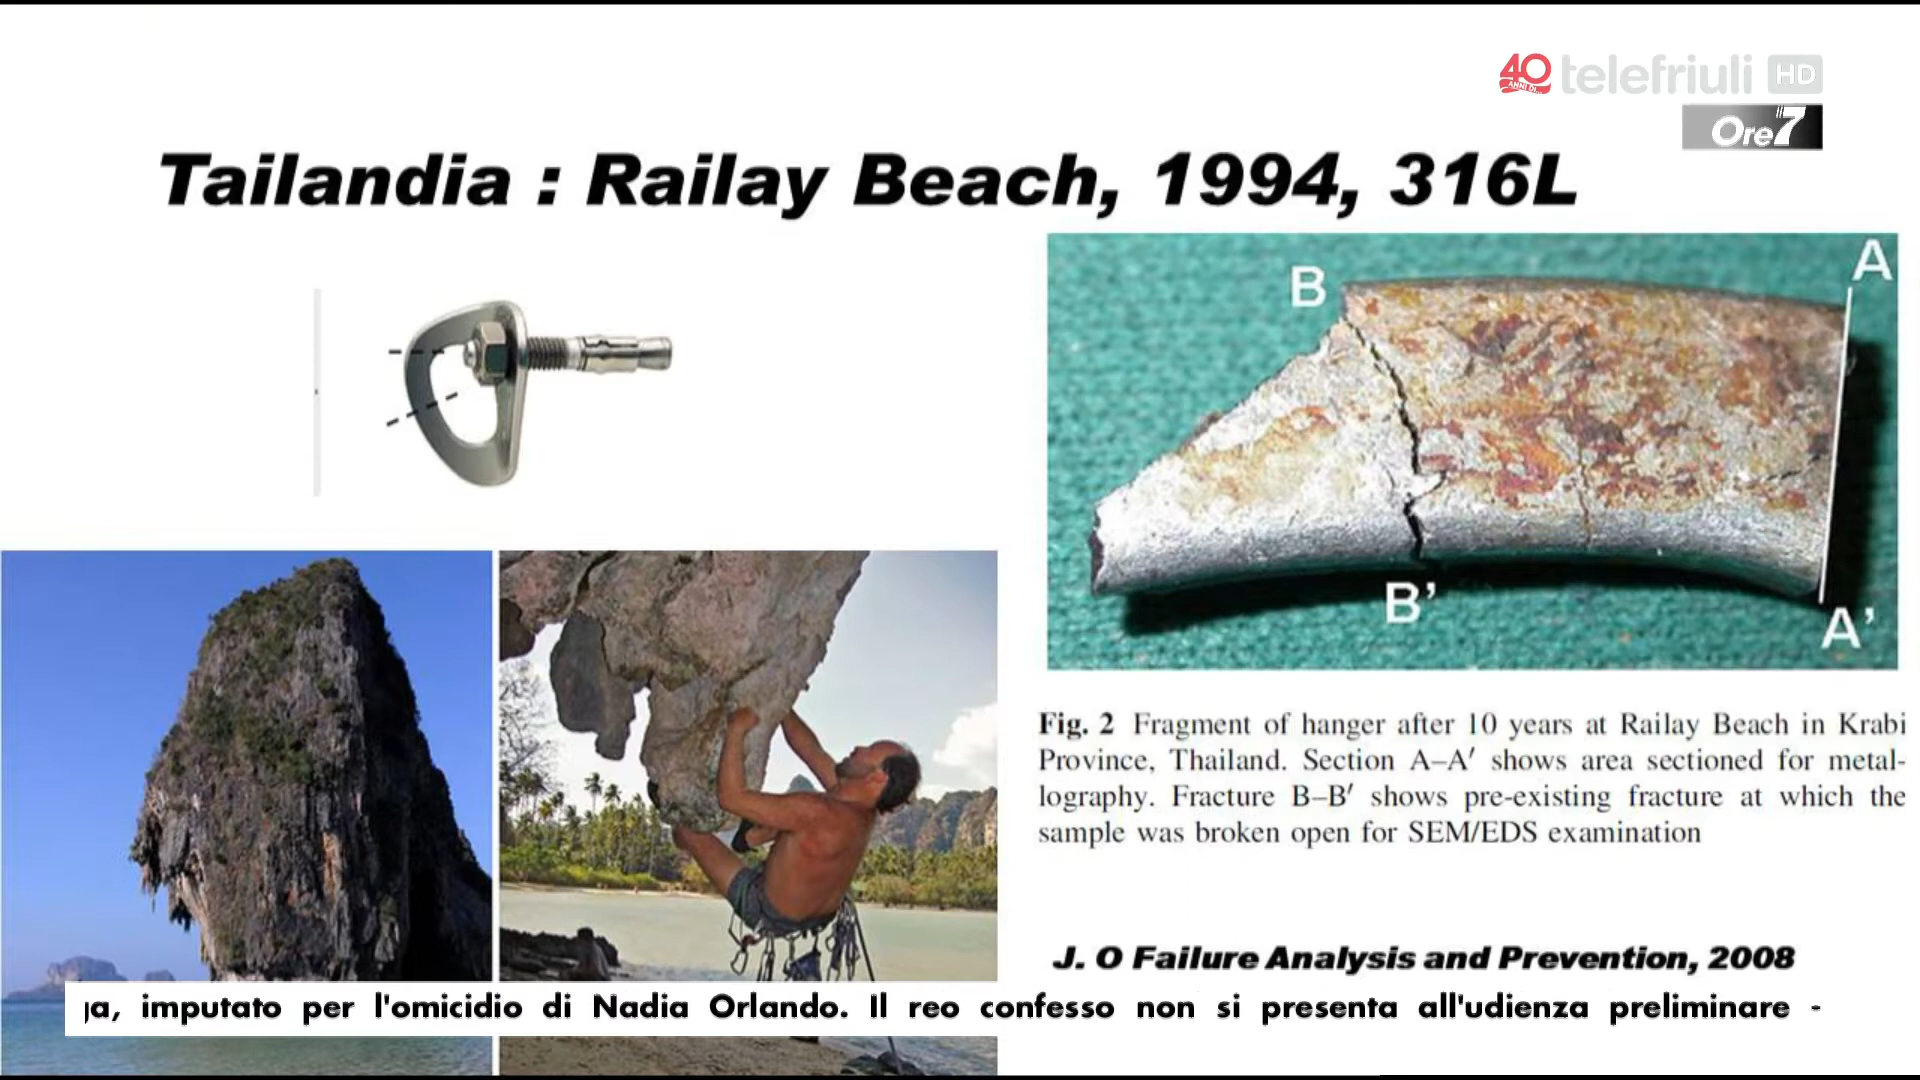 40 telefriuli HD
ANNI DI...
Ore7
Tailandia : Railay Beach, 1994, 316L
A
B
B’
A’
Fig. 2 Fragment of hanger after 10 years at Railay Beach in Krabi
Province, Thailand. Section A–A′ shows area sectioned for metal-
lography. Fracture B–B′ shows pre-existing fracture at which the
sample was broken open for SEM/EDS examination
J. O Failure Analysis and Prevention, 2008
imputato per l'omicidio di Nadia Orlando. Il reo confesso non si presenta all'udienza preliminare -